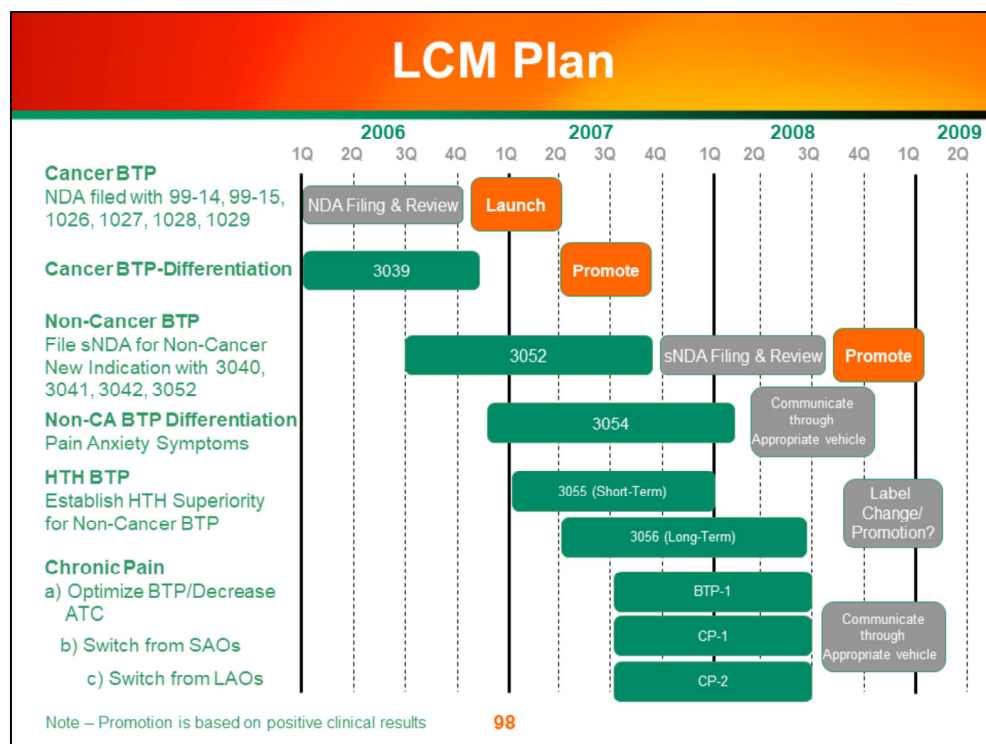 LCM Plan
2006 2007 2008 2009
1Q 2Q 3Q 4Q 1Q 2Q 3Q 4Q 1Q 2Q 3Q 4Q 1Q 2Q
Cancer BTP
NDA filed with 99-14, 99-15,
1026, 1027, 1028, 1029
NDA Filing & Review
Launch
Cancer BTP-Differentiation
3039
Promote
Non-Cancer BTP
File sNDA for Non-Cancer
New Indication with 3040,
3041, 3042, 3052
3052
sNDA Filing & Review
Promote
Non-CA BTP Differentiation
Pain Anxiety Symptoms
3054
Communicate
through
Appropriate vehicle
HTH BTP
Establish HTH Superiority
for Non-Cancer BTP
3055 (Short-Term)
3056 (Long-Term)
Label
Change/
Promotion?
Chronic Pain
a) Optimize BTP/Decrease
ATC
b) Switch from SAOs
c) Switch from LAOs
BTP-1
CP-1
CP-2
Communicate
through
Appropriate vehicle
Note – Promotion is based on positive clinical results
98